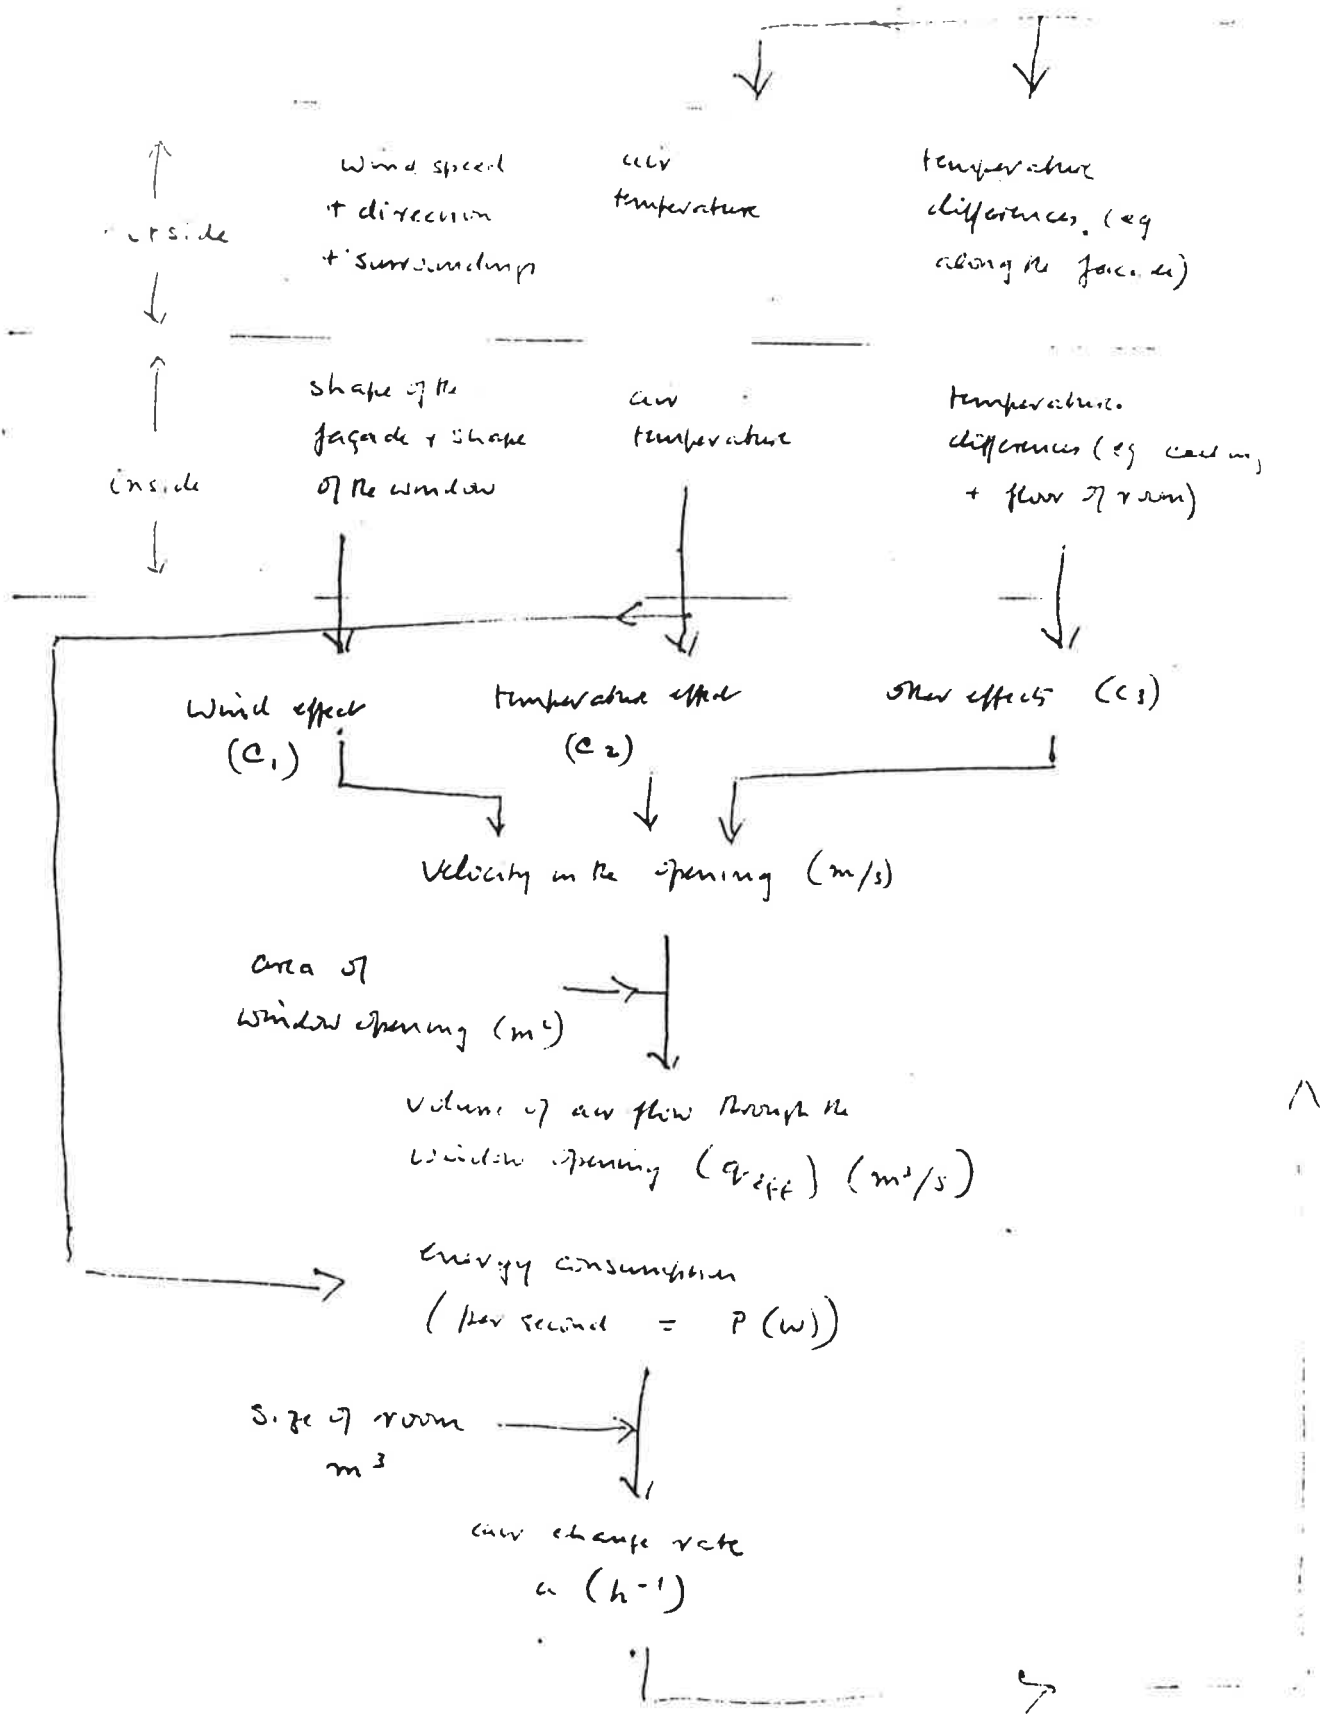 wind speed
+ direction
+ surroundings
air
temperature
temperature
differences. (eg
along the facade)
outside
shape of the
façade + shape
of the window
air
temperature
temperature
differences (eg ceiling
+ floor of room)
inside
Wind effect
(C1)
temperature effect
(C2)
other effects (C3)
Velocity in the opening (m/s)
area of
window opening (m²)
volume of air flow through the
window opening (q eff) (m³/s)
energy consumption
(per second = P (W))
Size of room
m³
air change rate
a (h-1)